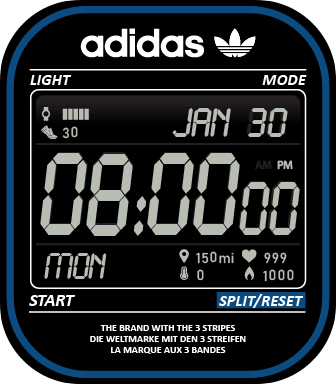 adidas
LIGHT MODE
30 JAN 30
AM PM
08:00 00
MON 150mi 999
0 1000
START SPLIT/RESET
THE BRAND WITH THE 3 STRIPES
DIE WELTMARKE MIT DEN 3 STREIFEN
LA MARQUE AUX 3 BANDES